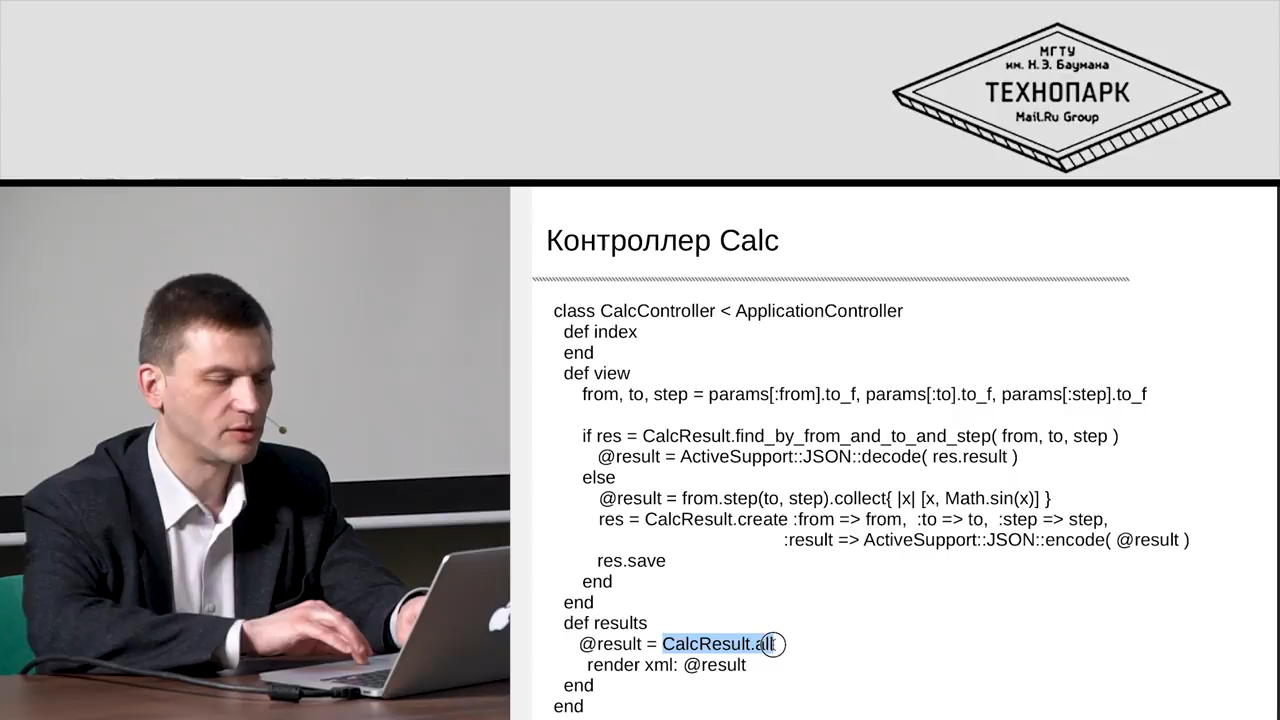 МГТУ
им. Н.Э. Баумана
ТЕХНОПАРК
Mail.Ru Group
Контроллер Calc
class CalcController < ApplicationController
def index
end
def view
from, to, step = params[:from].to_f, params[:to].to_f, params[:step].to_f
if res = CalcResult.find_by_from_and_to_and_step( from, to, step )
@result = ActiveSupport::JSON::decode( res.result )
else
@result = from.step(to, step).collect{ |x| [x, Math.sin(x)] }
res = CalcResult.create :from => from, :to => to, :step => step,
:result => ActiveSupport::JSON::encode( @result )
res.save
end
end
def results
@result = CalcResult.all
render xml: @result
end
end